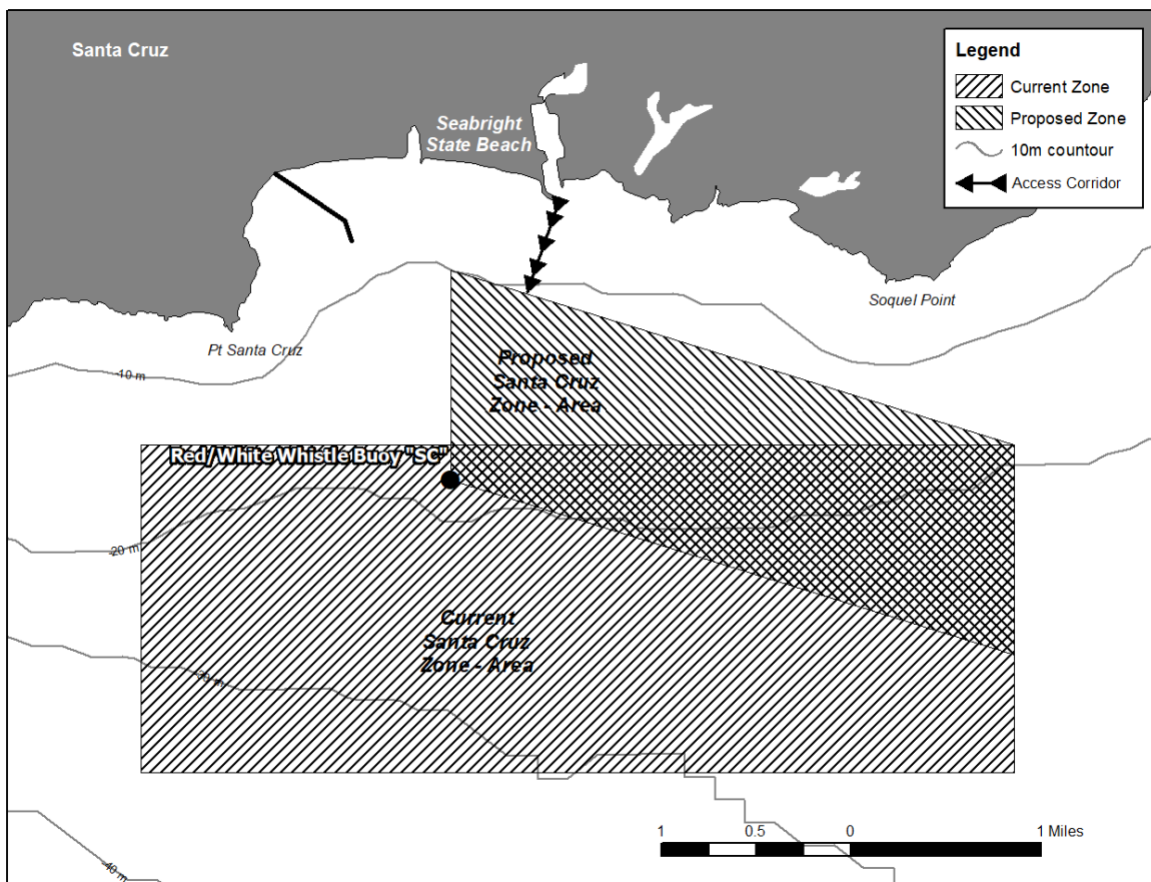 Santa Cruz
Legend
Current Zone
Proposed Zone
10m countour
Access Corridor
Seabright
State Beach
Soquel Point
Pt Santa Cruz
-10 m
Proposed
Santa Cruz
Zone - Area
Red/White Whistle Buoy "SC"
-20 m
Current
Santa Cruz
Zone - Area
-30 m
1 0.5 0 1 Miles
-40 m